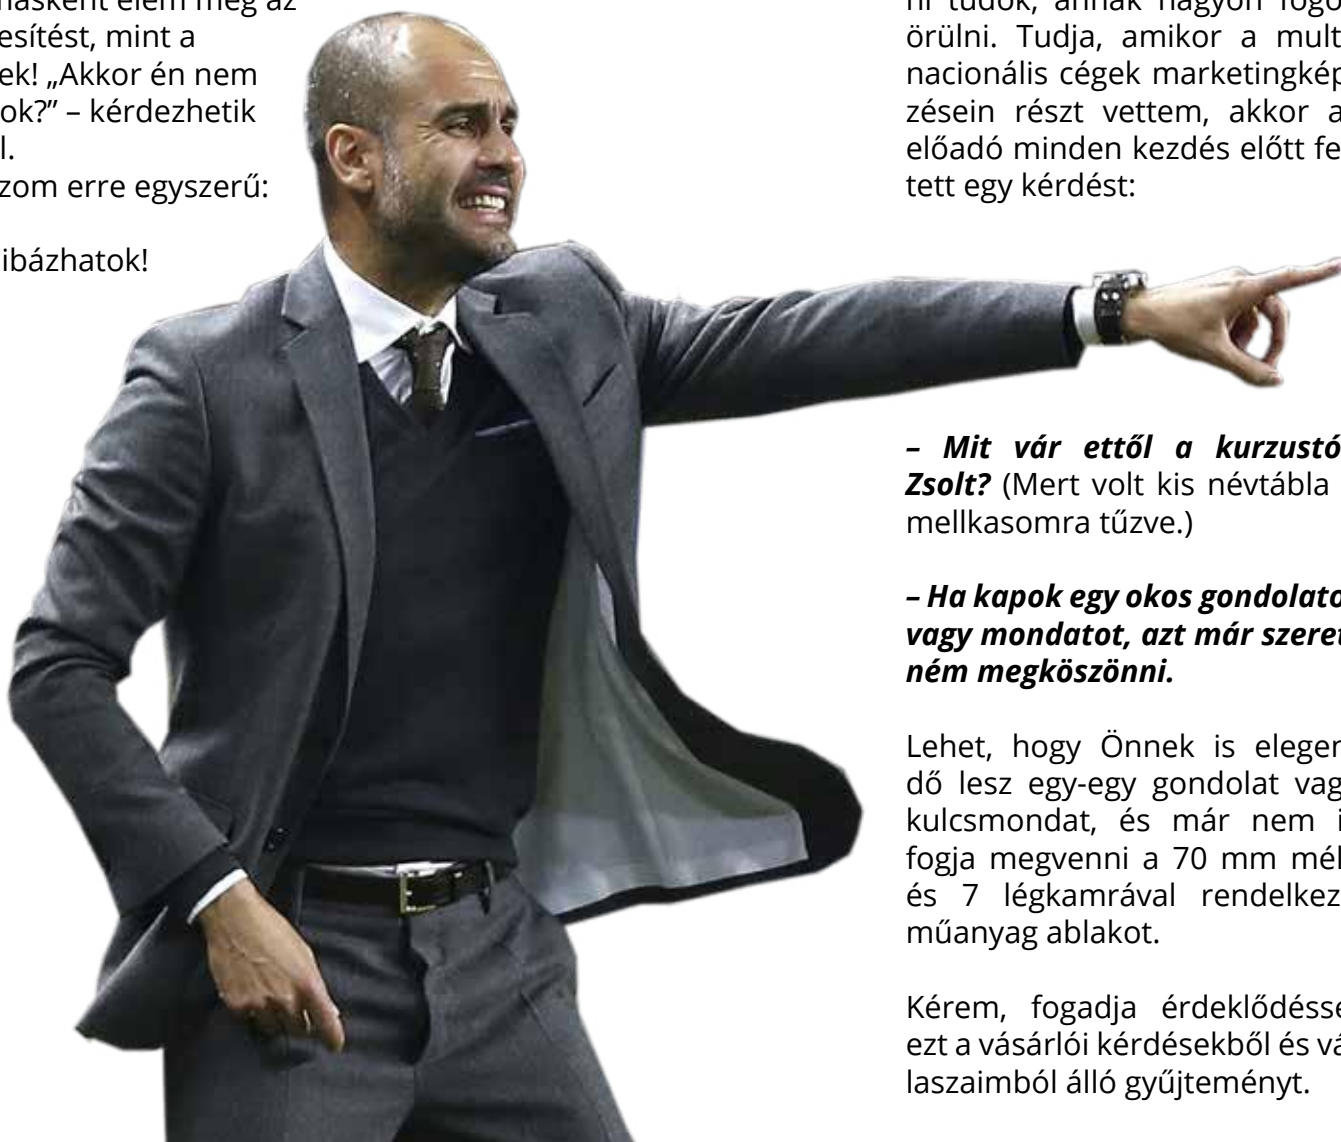 másként élem meg az
esítést, mint a
ek! „Akkor én nem
ok?” – kérdezhetik
l.
zom erre egyszerű:
ibázhatok!
ni tudok, annak nagyon fogo
örülni. Tudja, amikor a mult
nacionális cégek marketingkép
zésein részt vettem, akkor a
előadó minden kezdés előtt fe
tett egy kérdést:
– Mit vár ettől a kurzustó
Zsolt? (Mert volt kis névtábla
mellkasomra tűzve.)
– Ha kapok egy okos gondolato
vagy mondatot, azt már szeret
ném megköszönni.
Lehet, hogy Önnek is elegen
dő lesz egy-egy gondolat vag
kulcsmondat, és már nem i
fogja megvenni a 70 mm mél
és 7 légkamrával rendelkez
műanyag ablakot.
Kérem, fogadja érdeklődésse
ezt a vásárlói kérdésekből és vá
laszaimból álló gyűjteményt.